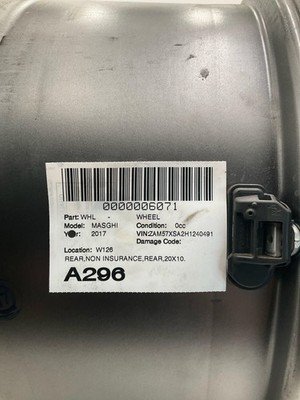 0000006071
Part: WHL - WHEEL
Model: MASGHI Condition: 0cc
Year: 2017 VIN:ZAM57XSA2H1240491
Damage Code:
Location: W126
REAR,NON INSURANCE,REAR,20X10.
A296